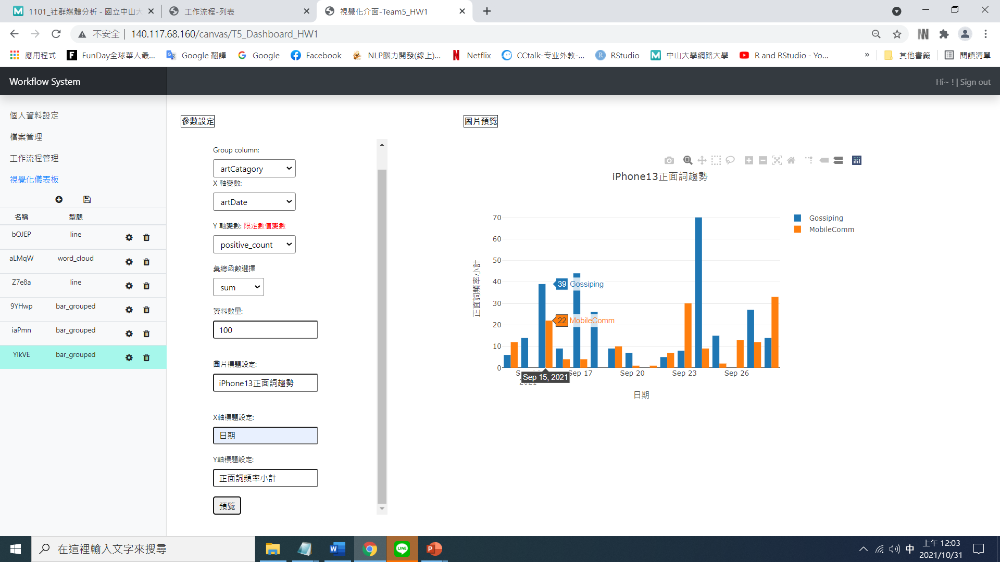 1101_社群媒體分析 - 國立中山大
工作流程-列表
視覺化介面-Team5_HW1
不安全 | 140.117.68.160/canvas/T5_Dashboard_HW1
應用程式
FunDay全球華人最...
Google 翻譯
Google
Facebook
NLP腦力開發(線上)...
Netflix
CCtalk-专业外教-...
RStudio
中山大學網路大學
R and RStudio - Yo...
»
其他書籤
閱讀清單
Workflow System
Hi~ ! | Sign out
個人資料設定
檔案管理
工作流程管理
視覺化儀表板
名稱 型態
bOJEP line
aLMqW word_cloud
Z7e8a line
9YHwp bar_grouped
iaPmn bar_grouped
YIkVE bar_grouped
參數設定
Group column:
artCatagory
X 軸變數:
artDate
Y 軸變數: 限定數值變數
positive_count
彙總函數選擇
sum
資料數量:
100
圖片標題設定:
iPhone13正面詞趨勢
X軸標題設定:
日期
Y軸標題設定:
正面詞頻率小計
預覽
圖片預覽
iPhone13正面詞趨勢
70
60
50
40
30
20
10
0
正面詞頻率小計
39 Gossiping
22 MobileComm
Gossiping
MobileComm
Sep 15, 2021
Sep 17
Sep 20
Sep 23
Sep 26
2021
日期
在這裡輸入文字來搜尋
LINE
中
上午 12:03
2021/10/31